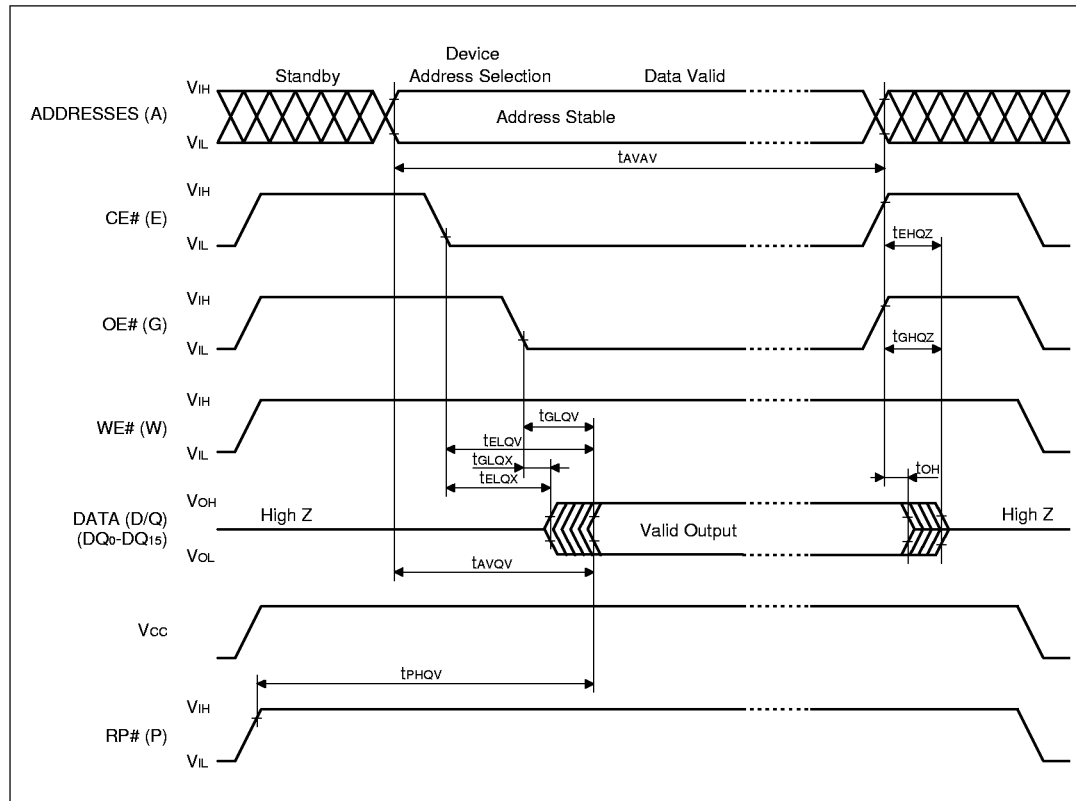 Device
Standby Address Selection Data Valid
VIH
ADDRESSES (A) Address Stable
VIL
tAVAV
VIH
CE# (E)
VIL tEHQZ
VIH
OE# (G)
VIL tGHQZ
VIH
WE# (W) tGLQV
VIL tELQV
tGLQX
tELQX tOH
VOH
High Z High Z
DATA (D/Q) Valid Output
(DQ0-DQ15)
VOL
tAVQV
VCC
tPHQV
VIH
RP# (P)
VIL